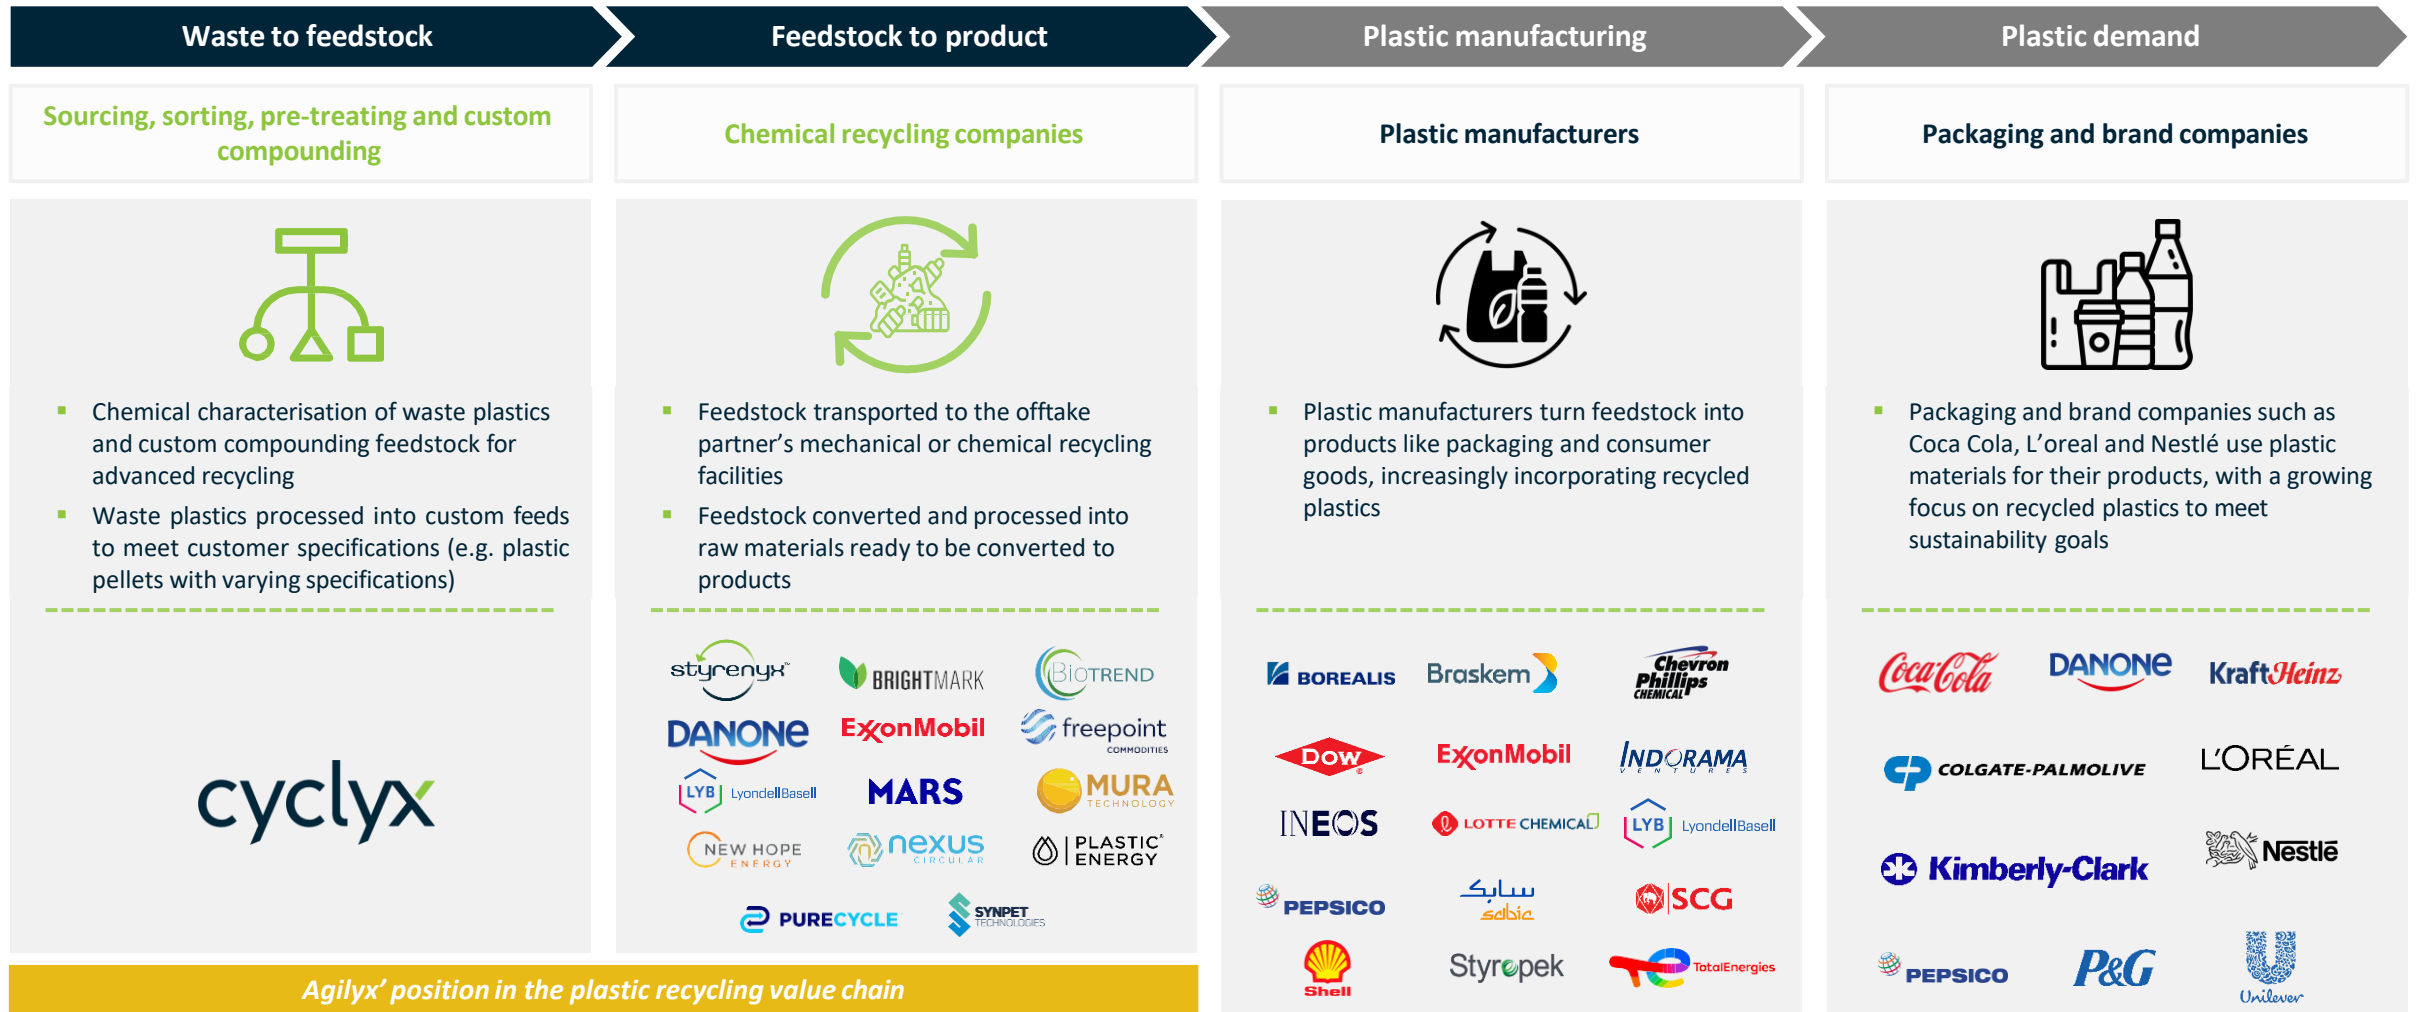 Waste to feedstock
Feedstock to product
Plastic manufacturing
Plastic demand
Sourcing, sorting, pre-treating and custom
compounding
Chemical recycling companies
Plastic manufacturers
Packaging and brand companies
▪ Chemical characterisation of waste plastics
and custom compounding feedstock for
advanced recycling
▪ Waste plastics processed into custom feeds
to meet customer specifications (e.g. plastic
pellets with varying specifications)
cyclyx
▪ Feedstock transported to the offtake
partner's mechanical or chemical recycling
facilities
▪ Feedstock converted and processed into
raw materials ready to be converted to
products
styrenyx™
BRIGHTMARK
BIOTREND
DANONE
ExxonMobil
freepoint
COMMODITIES
LYB LyondellBasell
MARS
MURA
TECHNOLOGY
NEW HOPE
ENERGY
nexus
CIRCULAR
PLASTIC®
ENERGY
PURECYCLE
SYNPET
TECHNOLOGIES
Agilyx' position in the plastic recycling value chain
▪ Plastic manufacturers turn feedstock into
products like packaging and consumer
goods, increasingly incorporating recycled
plastics
BOREALIS
Braskem
Chevron
Phillips
CHEMICAL
DOW®
ExxonMobil
INDORAMA
VENTURES
INEOS
LOTTE CHEMICAL
LYB LyondellBasell
PEPSICO
سابك
sabic
SCG
Shell
Styropek
TotalEnergies
▪ Packaging and brand companies such as
Coca Cola, L'oreal and Nestlé use plastic
materials for their products, with a growing
focus on recycled plastics to meet
sustainability goals
Coca-Cola
DANONE
KraftHeinz
CP COLGATE-PALMOLIVE
L'ORÉAL
Kimberly-Clark
Nestlé
PEPSICO
P&G
Unilever